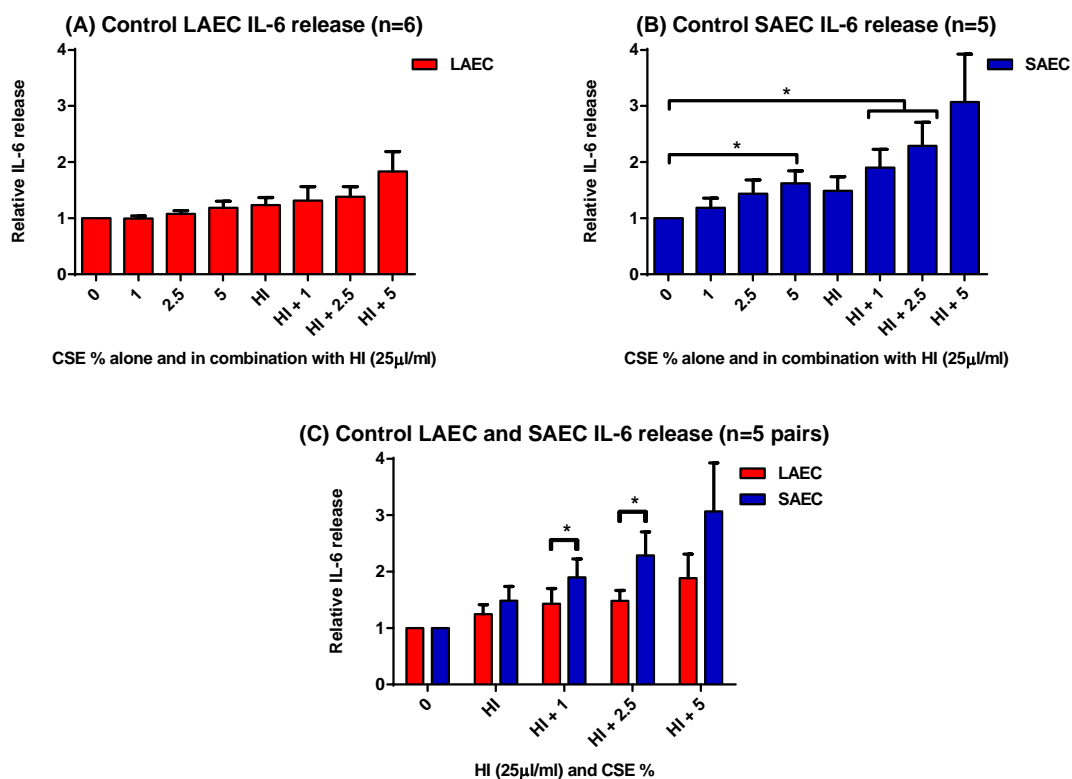 (A) Control LAEC IL-6 release (n=6)
LAEC
Relative IL-6 release
4
3
2
1
0
0
1
2.5
5
HI
HI + 1
HI + 2.5
HI + 5
CSE % alone and in combination with HI (25µl/ml)
(B) Control SAEC IL-6 release (n=5)
SAEC
Relative IL-6 release
4
3
2
1
0
*
*
0
1
2.5
5
HI
HI + 1
HI + 2.5
HI + 5
CSE % alone and in combination with HI (25µl/ml)
(C) Control LAEC and SAEC IL-6 release (n=5 pairs)
LAEC
SAEC
Relative IL-6 release
4
3
2
1
0
*
*
0
HI
HI + 1
HI + 2.5
HI + 5
HI (25µl/ml) and CSE %